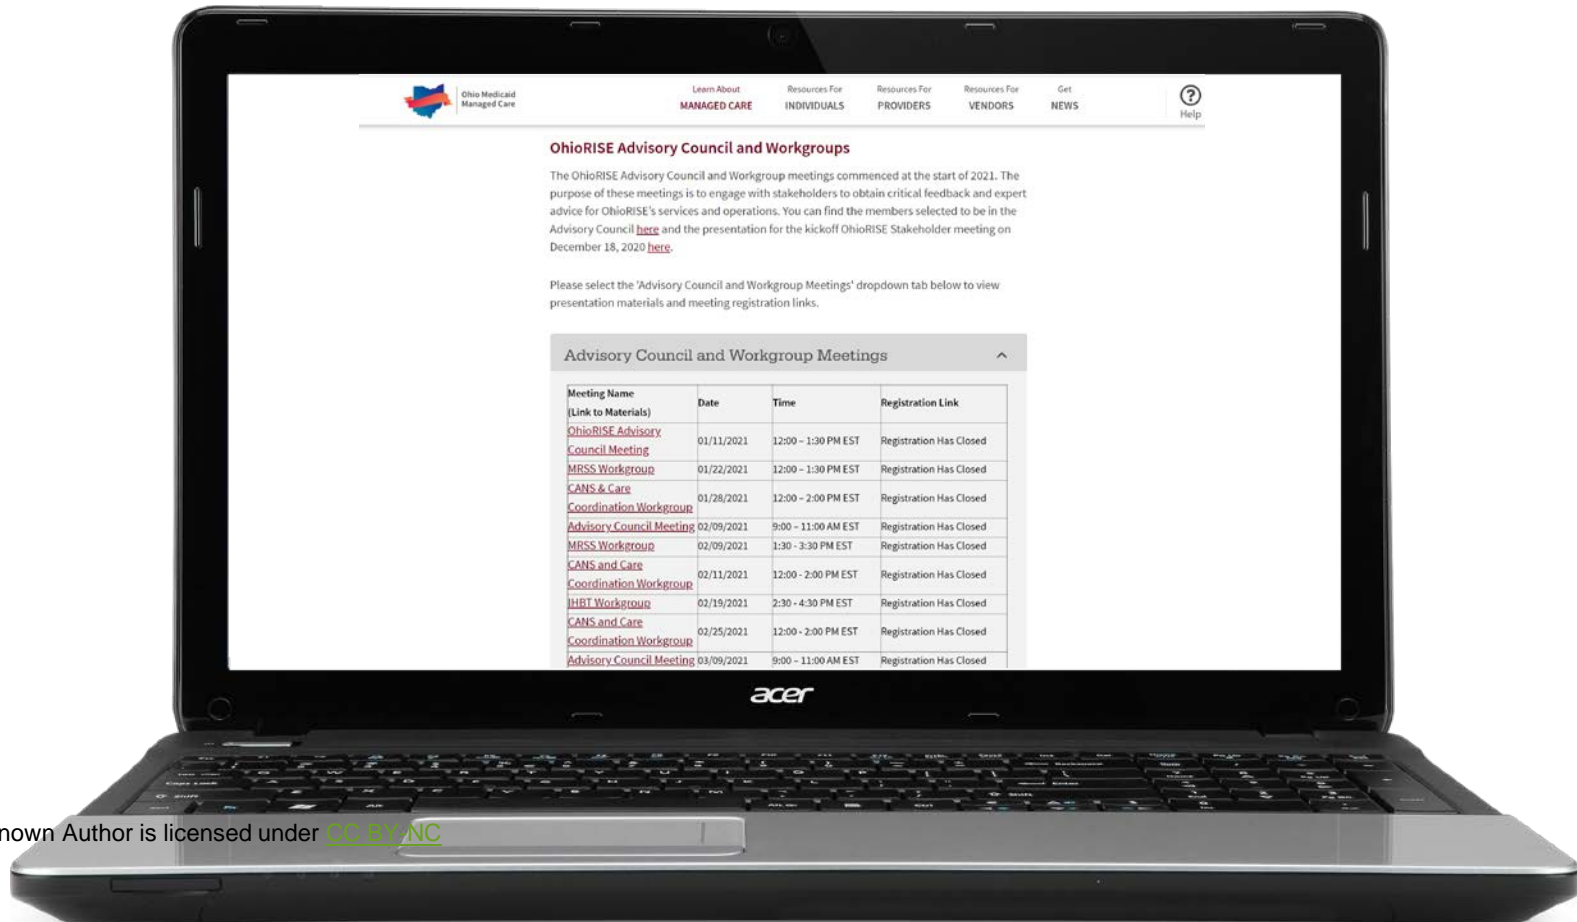 Ohio Medicaid
Managed Care
Learn About
MANAGED CARE
Resources For
INDIVIDUALS
Resources For
PROVIDERS
Resources For
VENDORS
Get
NEWS
Help
OhioRISE Advisory Council and Workgroups
The OhioRISE Advisory Council and Workgroup meetings commenced at the start of 2021. The
purpose of these meetings is to engage with stakeholders to obtain critical feedback and expert
advice for OhioRISE's services and operations. You can find the members selected to be in the
Advisory Council here and the presentation for the kickoff OhioRISE Stakeholder meeting on
December 18, 2020 here.
Please select the 'Advisory Council and Workgroup Meetings' dropdown tab below to view
presentation materials and meeting registration links.
Advisory Council and Workgroup Meetings
Meeting Name
(Link to Materials)
Date
Time
Registration Link
OhioRISE Advisory
Council Meeting
01/11/2021
12:00 – 1:30 PM EST
Registration Has Closed
MRSS Workgroup
01/22/2021
12:00 – 1:30 PM EST
Registration Has Closed
CANS & Care
Coordination Workgroup
01/28/2021
12:00 – 2:00 PM EST
Registration Has Closed
Advisory Council Meeting
02/09/2021
9:00 – 11:00 AM EST
Registration Has Closed
MRSS Workgroup
02/09/2021
1:30 - 3:30 PM EST
Registration Has Closed
CANS and Care
Coordination Workgroup
02/11/2021
12:00 - 2:00 PM EST
Registration Has Closed
IHBT Workgroup
02/19/2021
2:30 - 4:30 PM EST
Registration Has Closed
CANS and Care
Coordination Workgroup
02/25/2021
12:00 - 2:00 PM EST
Registration Has Closed
Advisory Council Meeting
03/09/2021
9:00 – 11:00 AM EST
Registration Has Closed
acer
Author is licensed under CC BY-NC